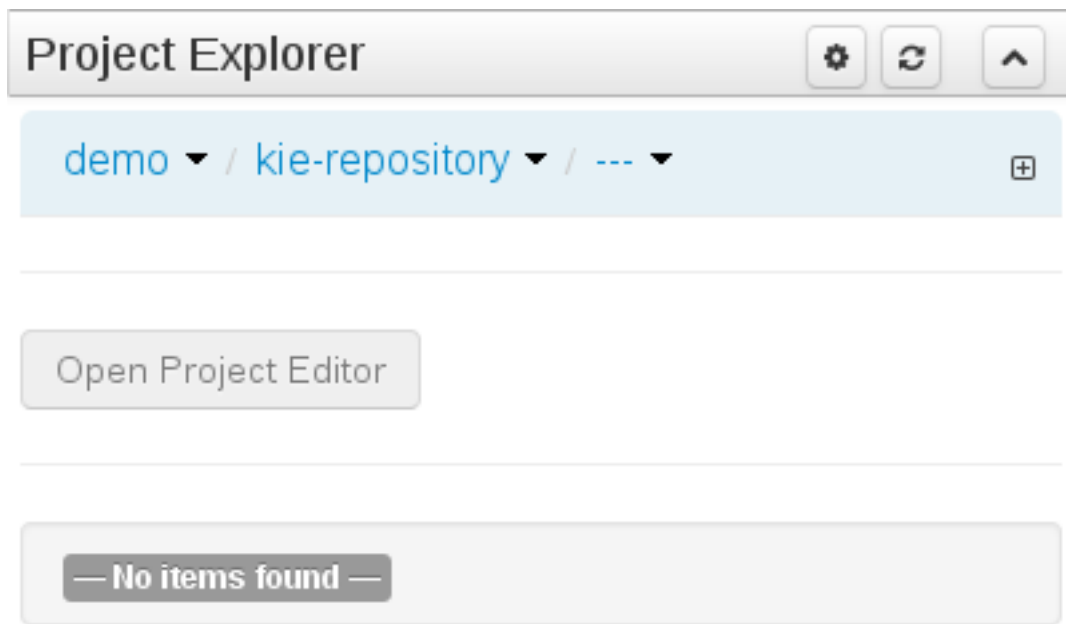 Project Explorer
demo / kie-repository / ---
Open Project Editor
— No items found —